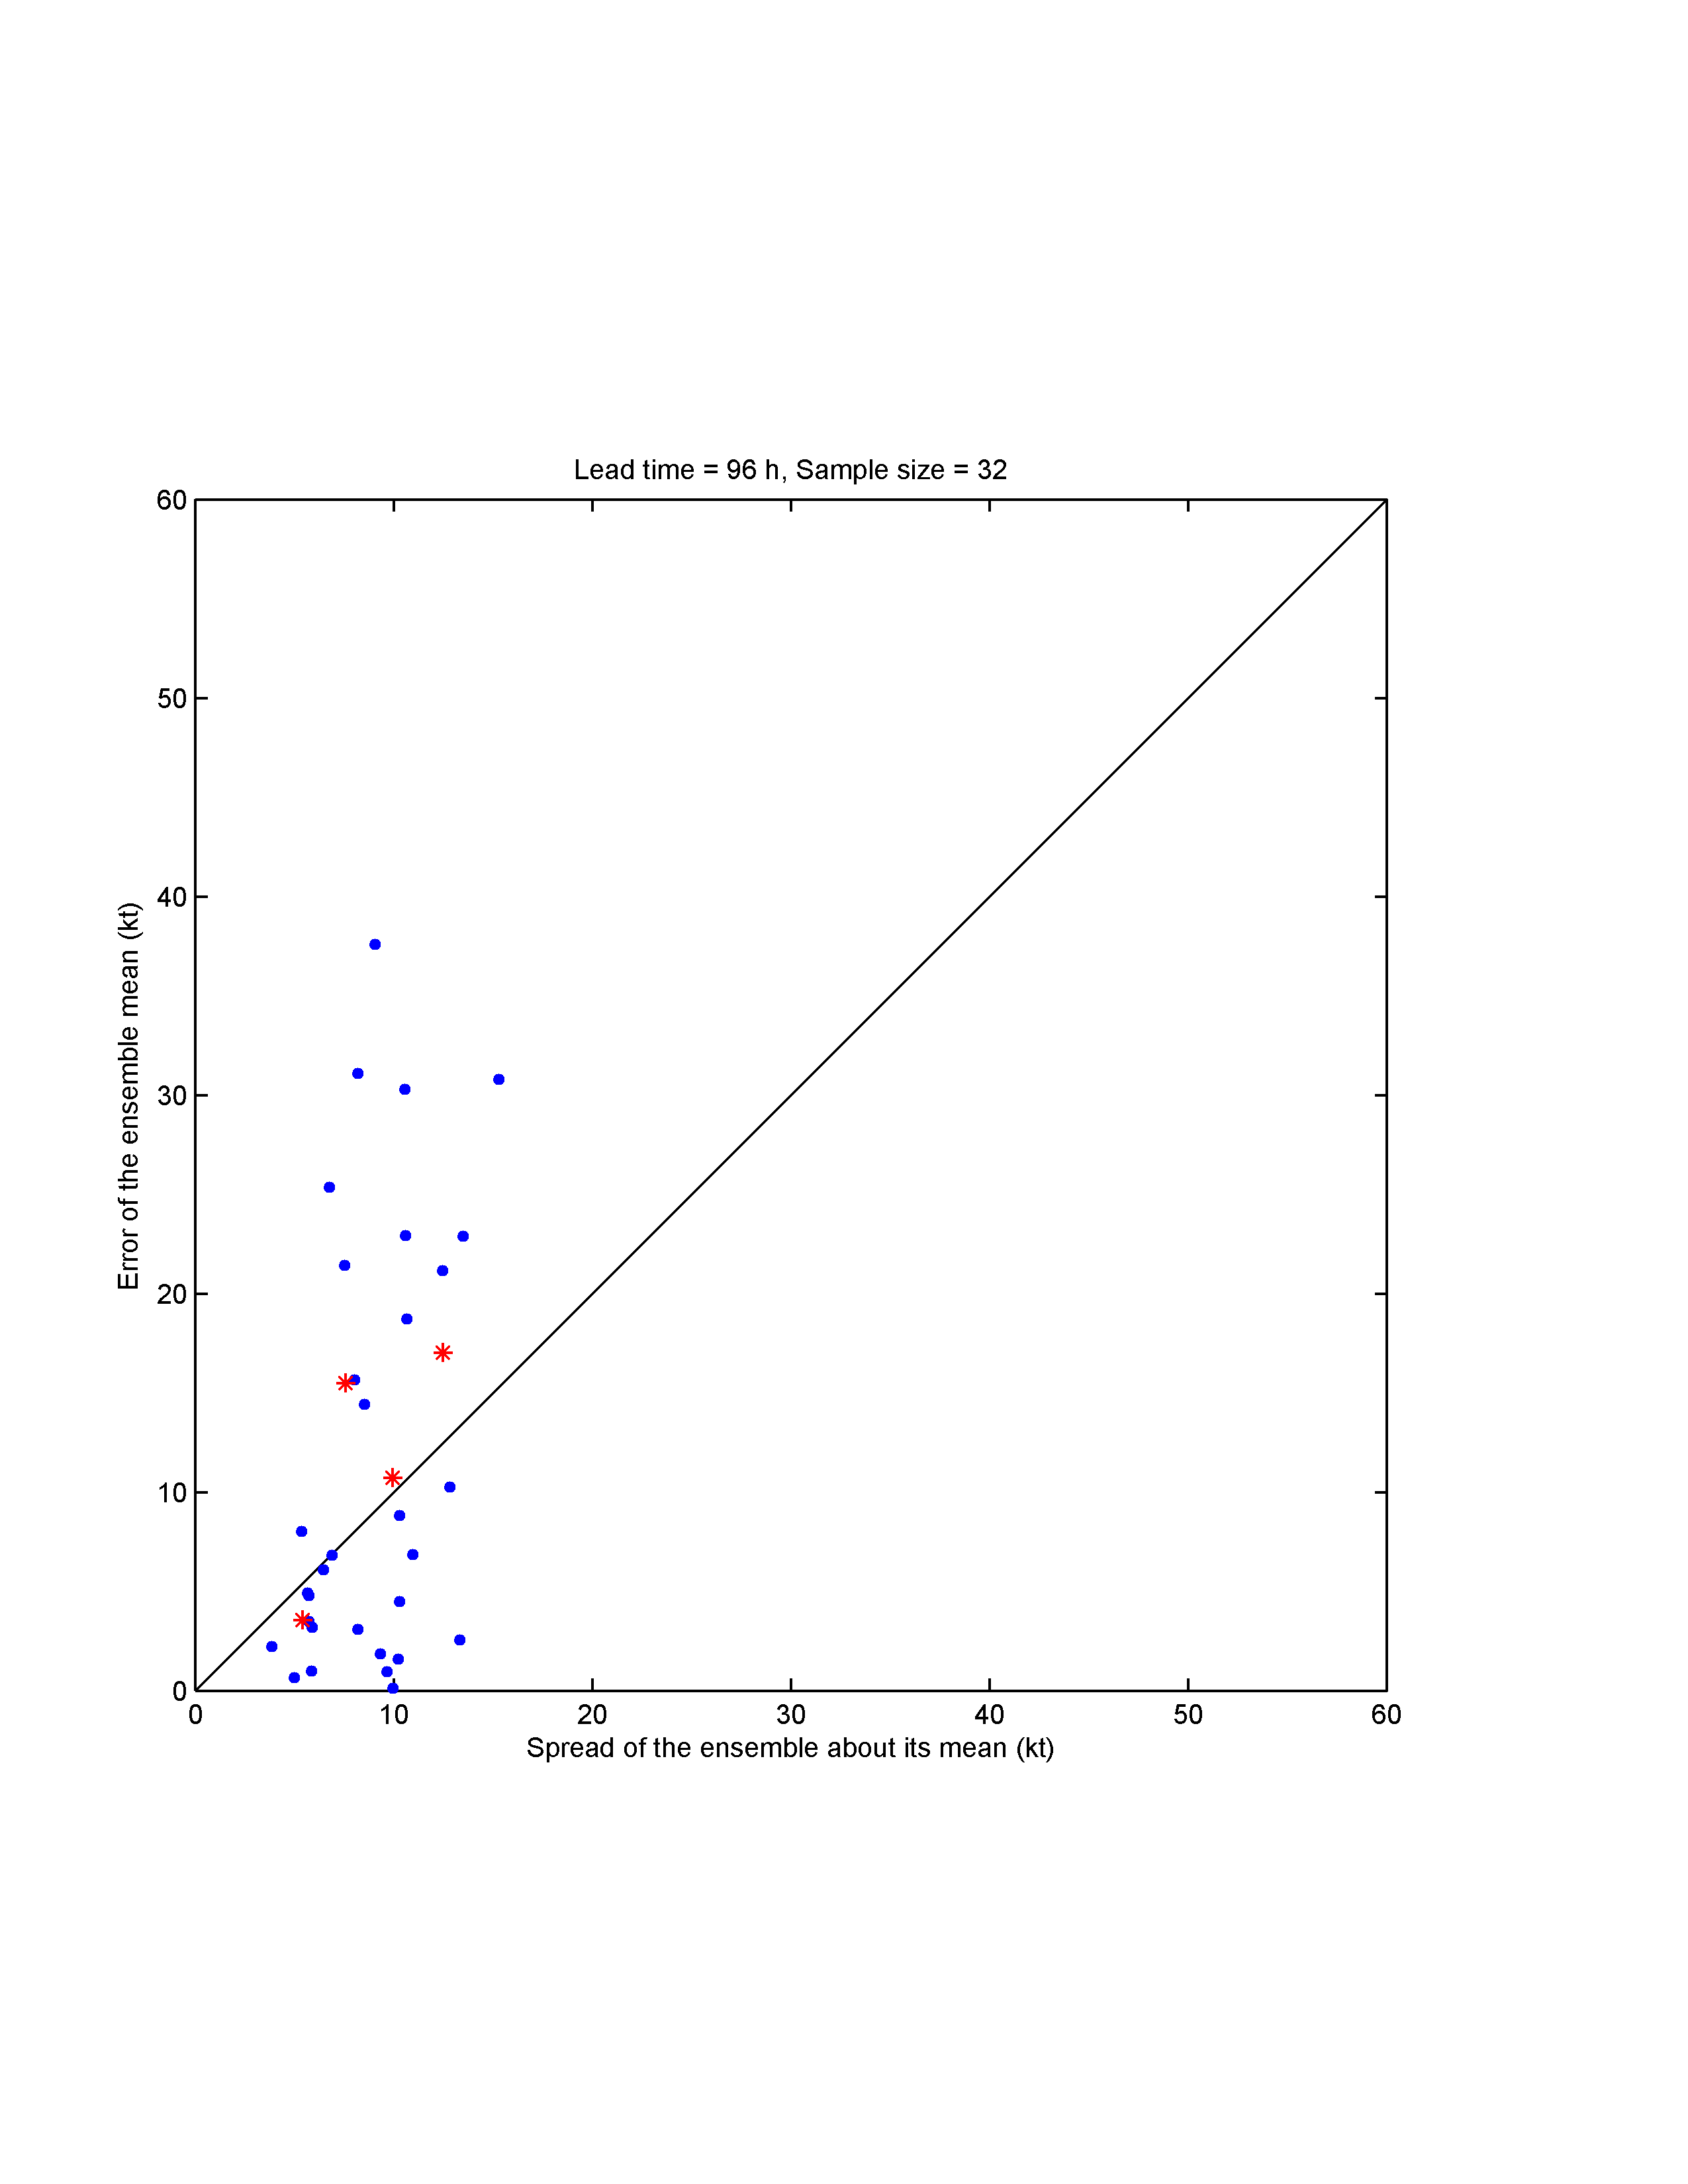 Lead time = 96 h, Sample size = 32
60
50
40
30
20
10
0
Error of the ensemble mean (kt)
0 10 20 30 40 50 60
Spread of the ensemble about its mean (kt)